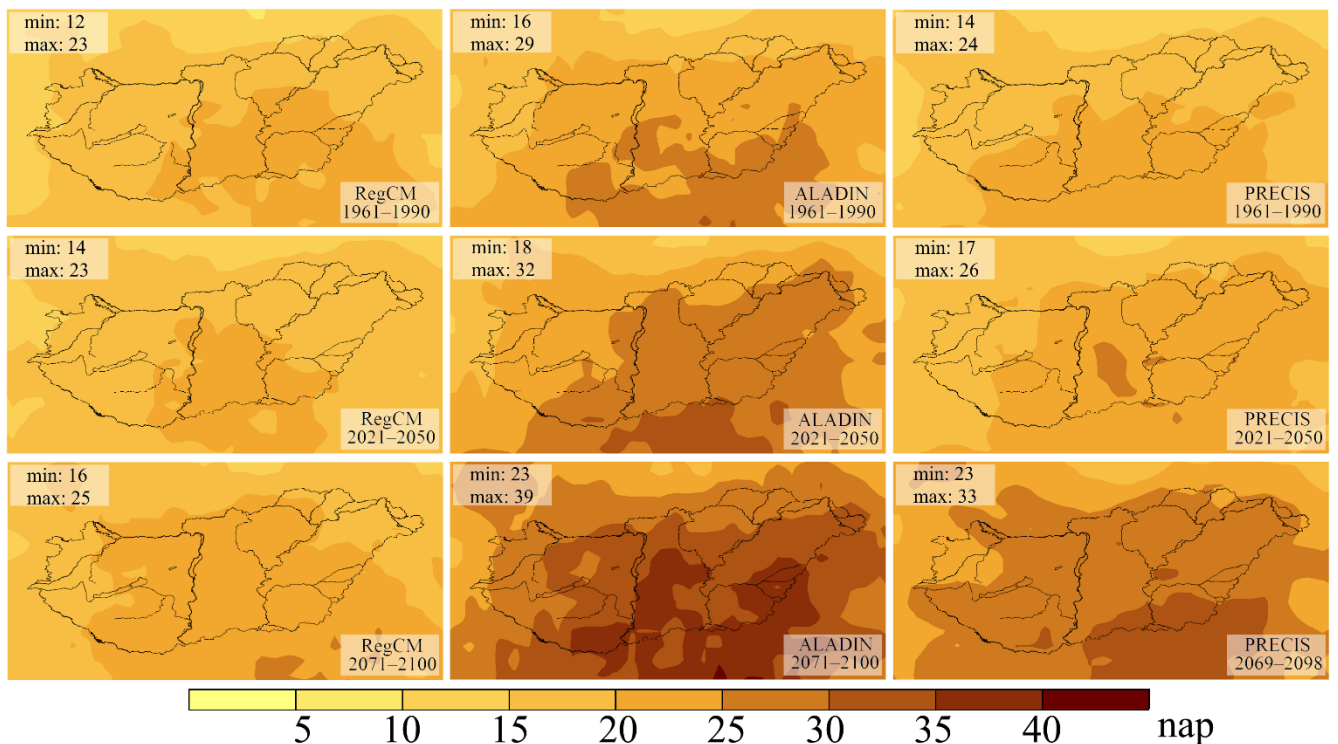 min: 12
max: 23
RegCM
1961–1990
min: 16
max: 29
ALADIN
1961–1990
min: 14
max: 24
PRECIS
1961–1990
min: 14
max: 23
RegCM
2021–2050
min: 18
max: 32
ALADIN
2021–2050
min: 17
max: 26
PRECIS
2021–2050
min: 16
max: 25
RegCM
2071–2100
min: 23
max: 39
ALADIN
2071–2100
min: 23
max: 33
PRECIS
2069–2098
5 10 15 20 25 30 35 40 nap